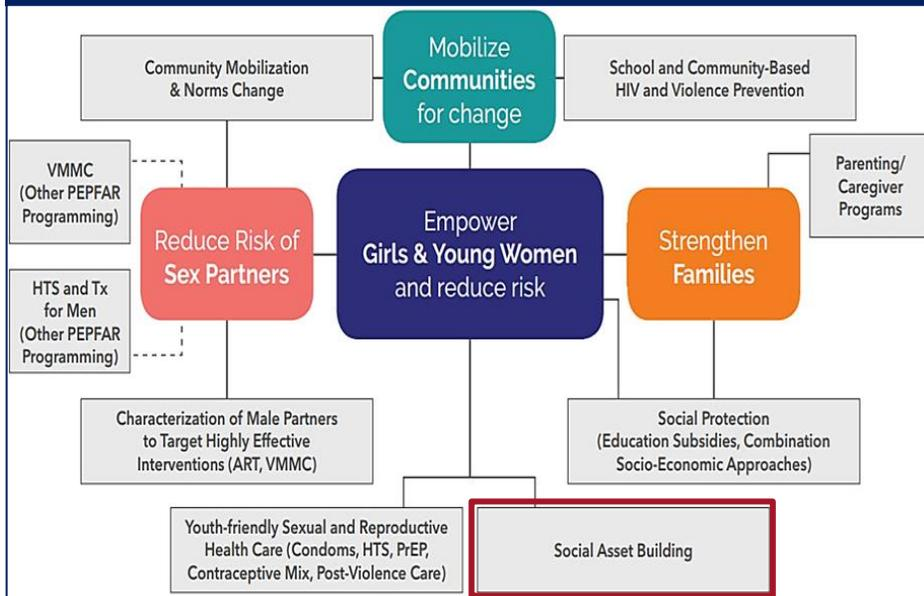 Mobilize
Communities
for change
Community Mobilization
& Norms Change
School and Community-Based
HIV and Violence Prevention
VMMC
(Other PEPFAR
Programming)
Parenting/
Caregiver
Programs
Reduce Risk of
Sex Partners
Empower
Girls & Young Women
and reduce risk
Strengthen
Families
HTS and Tx
for Men
(Other PEPFAR
Programming)
Characterization of Male Partners
to Target Highly Effective
Interventions (ART, VMMC)
Social Protection
(Education Subsidies, Combination
Socio-Economic Approaches)
Youth-friendly Sexual and Reproductive
Health Care (Condoms, HTS, PrEP,
Contraceptive Mix, Post-Violence Care)
Social Asset Building